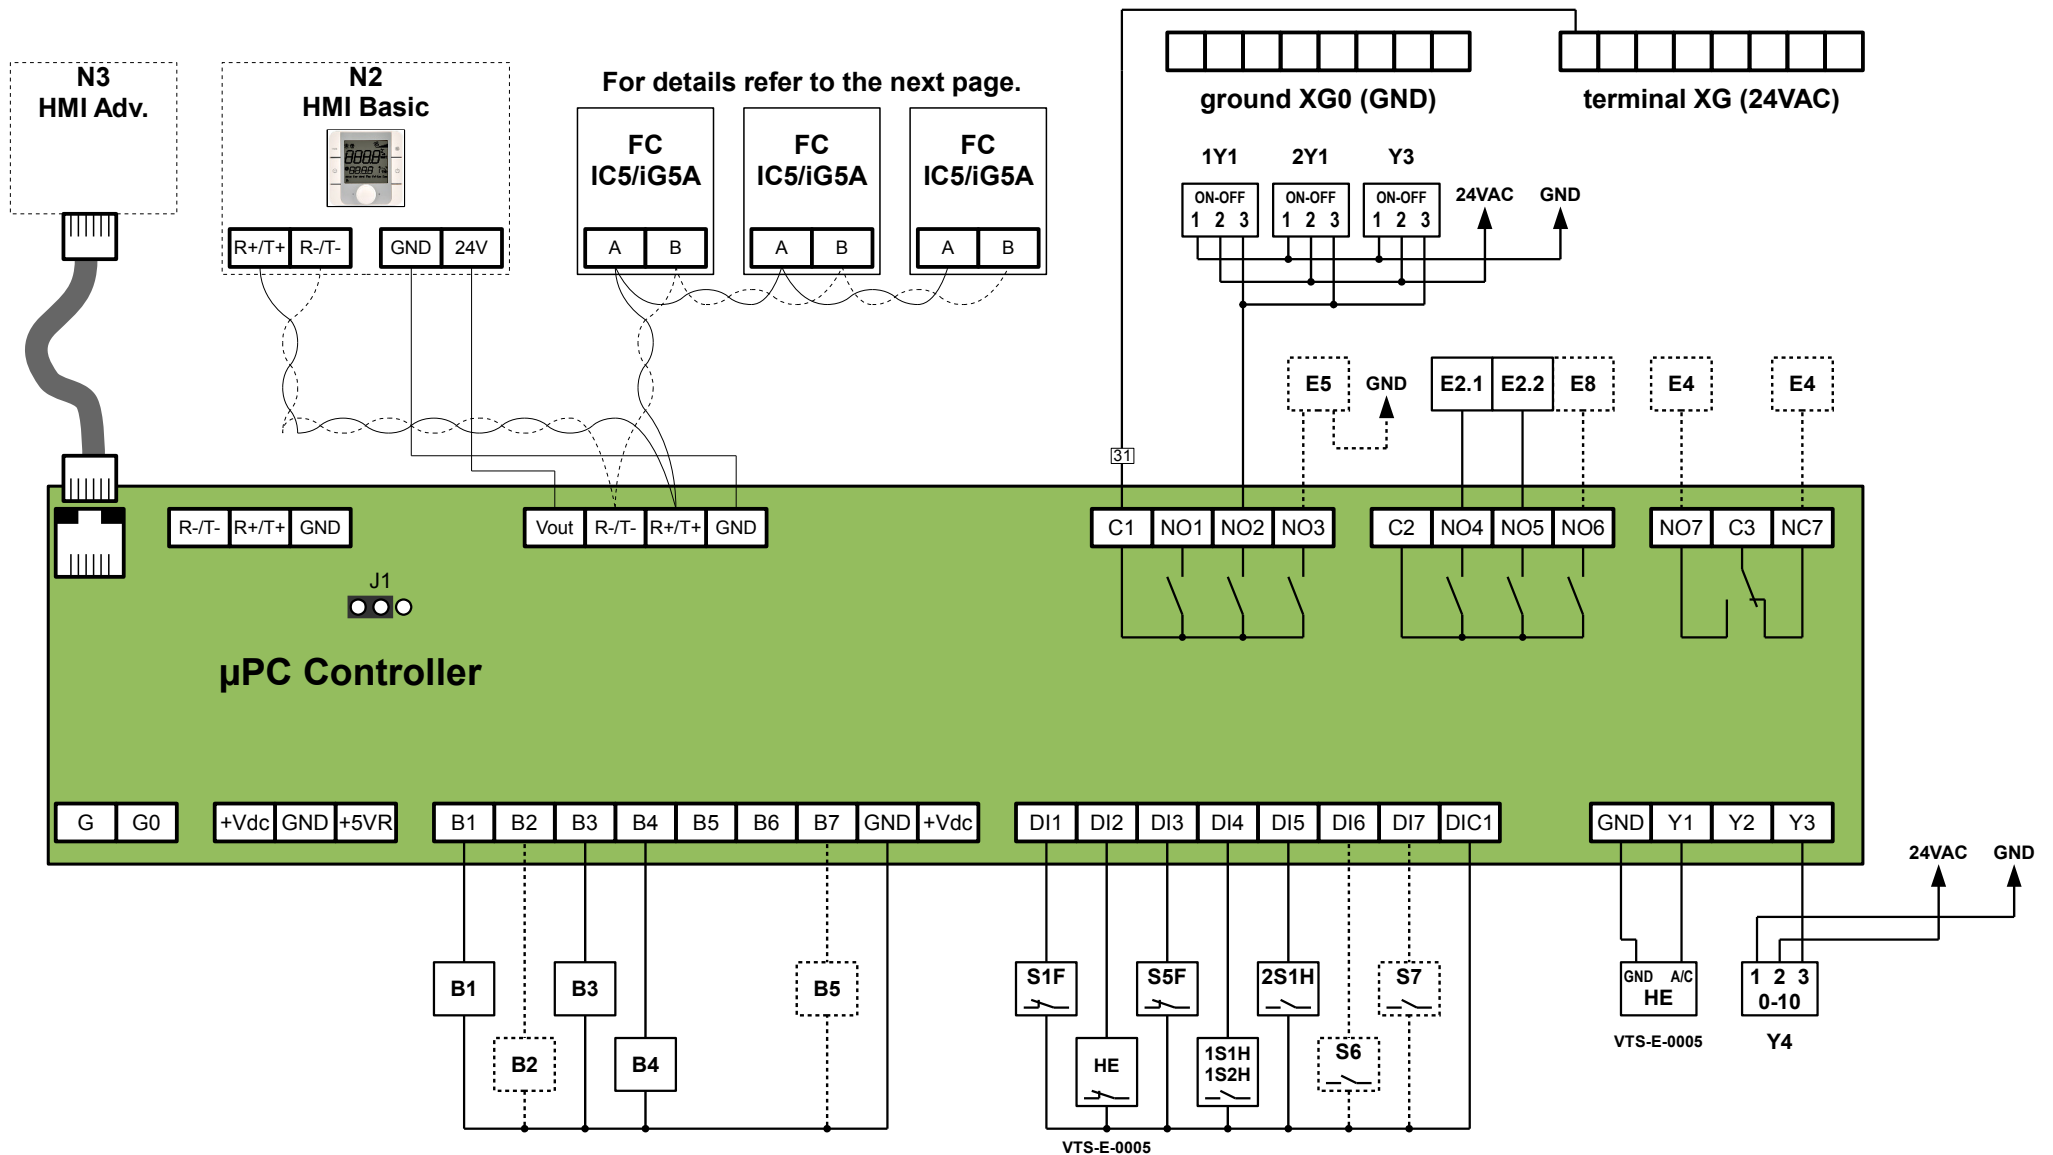 N3
HMI Adv.
N2
HMI Basic
For details refer to the next page.
FC
IC5/iG5A
FC
IC5/iG5A
FC
IC5/iG5A
ground XG0 (GND)
terminal XG (24VAC)
R+/T+ R-/T- GND 24V
A B A B A B
1Y1 2Y1 Y3
ON-OFF ON-OFF ON-OFF
1 2 3 1 2 3 1 2 3
24VAC GND
E5 GND E2.1 E2.2 E8 E4 E4
31
R-/T- R+/T+ GND
Vout R-/T- R+/T+ GND
C1 NO1 NO2 NO3
C2 NO4 NO5 NO6
NO7 C3 NC7
J1
µPC Controller
G G0
+Vdc GND +5VR
B1 B2 B3 B4 B5 B6 B7 GND +Vdc
DI1 DI2 DI3 DI4 DI5 DI6 DI7 DIC1
GND Y1 Y2 Y3
24VAC GND
B1 B3 B5
B2 B4
S1F S5F 2S1H S7
HE
1S1H
1S2H
S6
VTS-E-0005
GND A/C
HE
VTS-E-0005
1 2 3
0-10
Y4